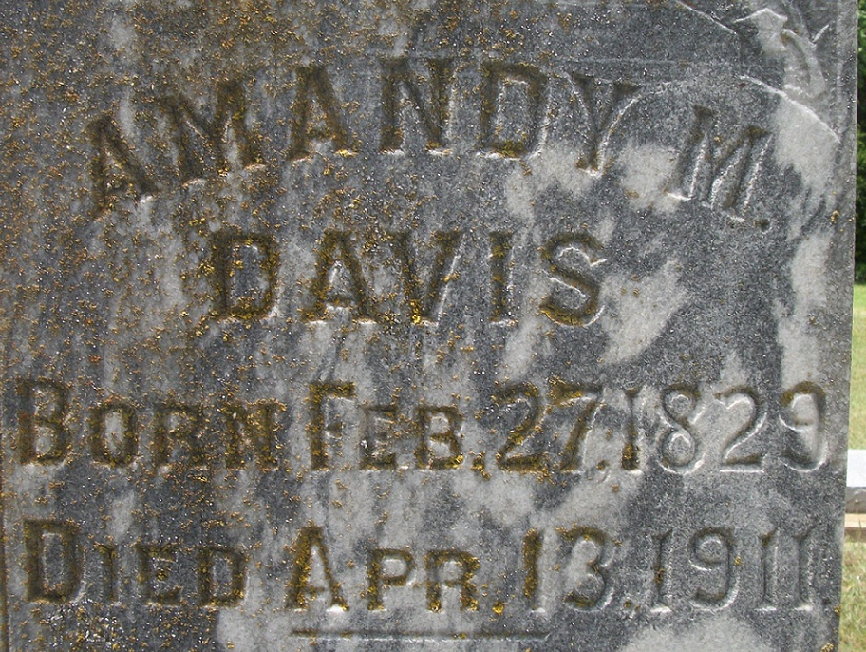 AMANDY M.
DAVIS
BORN FEB. 27, 1829
DIED APR. 13, 1911